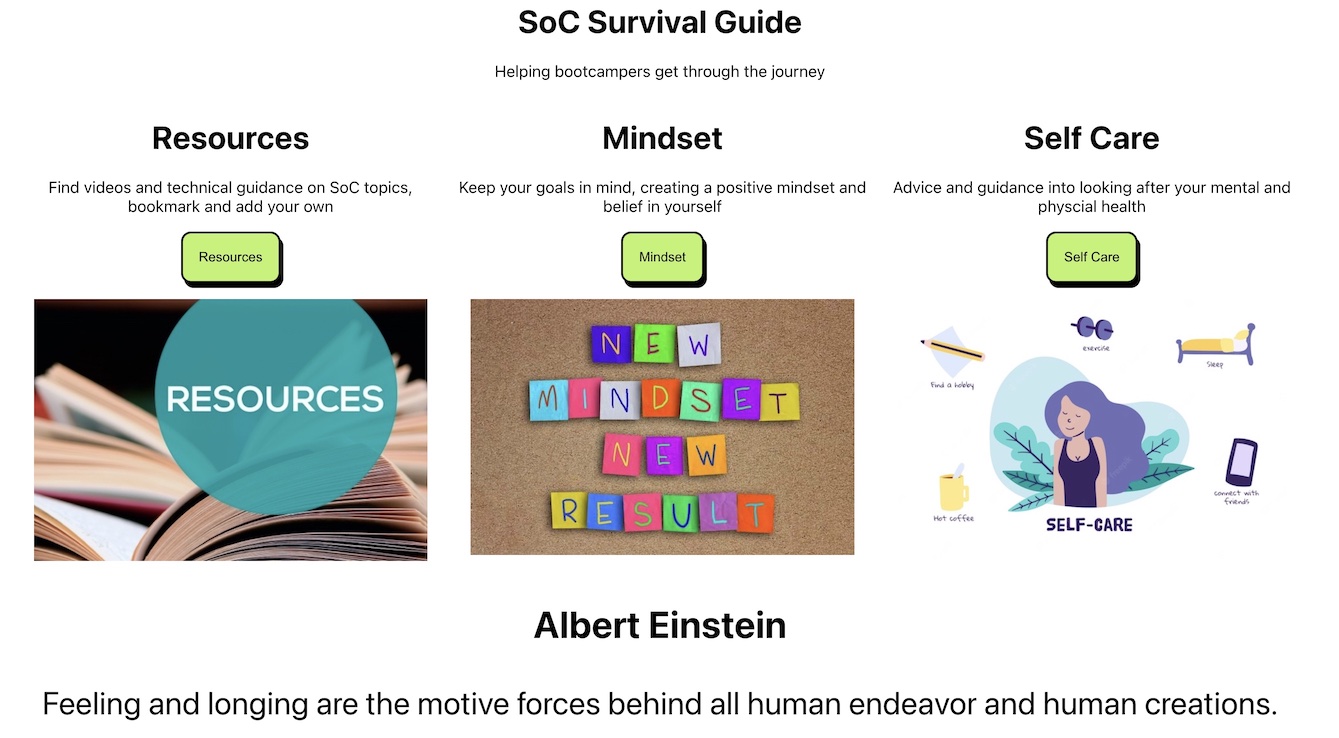 SoC Survival Guide
Helping bootcampers get through the journey
Resources
Find videos and technical guidance on SoC topics,
bookmark and add your own
Resources
RESOURCES
Mindset
Keep your goals in mind, creating a positive mindset and
belief in yourself
Mindset
NEW
MINDSET
NEW
RESULT
Self Care
Advice and guidance into looking after your mental and
physcial health
Self Care
exercise
Sleep
Find a hobby
connect with
friends
Hot coffee
SELF-CARE
Albert Einstein
Feeling and longing are the motive forces behind all human endeavor and human creations.